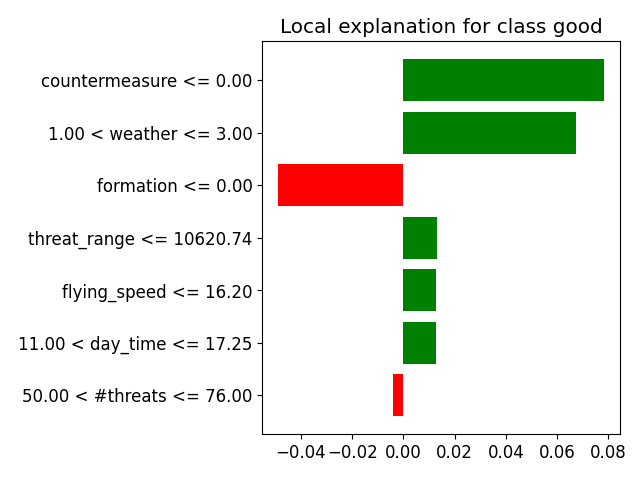 Local explanation for class good
countermeasure <= 0.00
1.00 < weather <= 3.00
formation <= 0.00
threat_range <= 10620.74
flying_speed <= 16.20
11.00 < day_time <= 17.25
50.00 < #threats <= 76.00
−0.04 −0.02 0.00 0.02 0.04 0.06 0.08